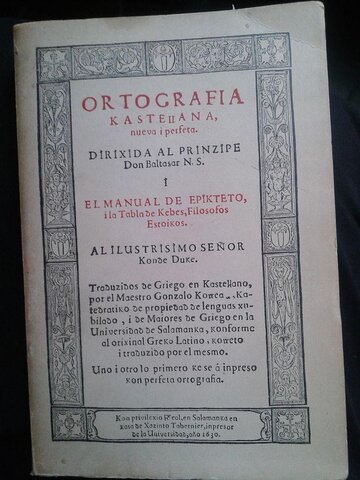 ORTOGRAFIA
KASTEllANA,
nueva i perfeta.
DIRIXIDA AL PRINZIPE
Don Baltasar N. S.
I
EL MANUAL DE EPIKTETO,
i la Tabla de Kebes, Filosofos
Estoikos.
AL ILUSTRISIMO SEÑOR
Konde Duke.
Traduzidos de Griego en Kastellano,
por el Maestro Gonzalo Korrea, Ka-
tedratiko de propiedad de lenguas xu-
bilado, i de Maiores de Griego en la
Universidad de Salamanka, konforme
al orixinal Greko Latino, korreto
i traduzido por el mesmo.
Uno i otro lo primero ke se á inpreso
kon perfeta ortografia.
Kon privilexio Real, en Salamanka en
kasa de Xazinto Tabernier, inpresor
de la Universidad, año 1630.